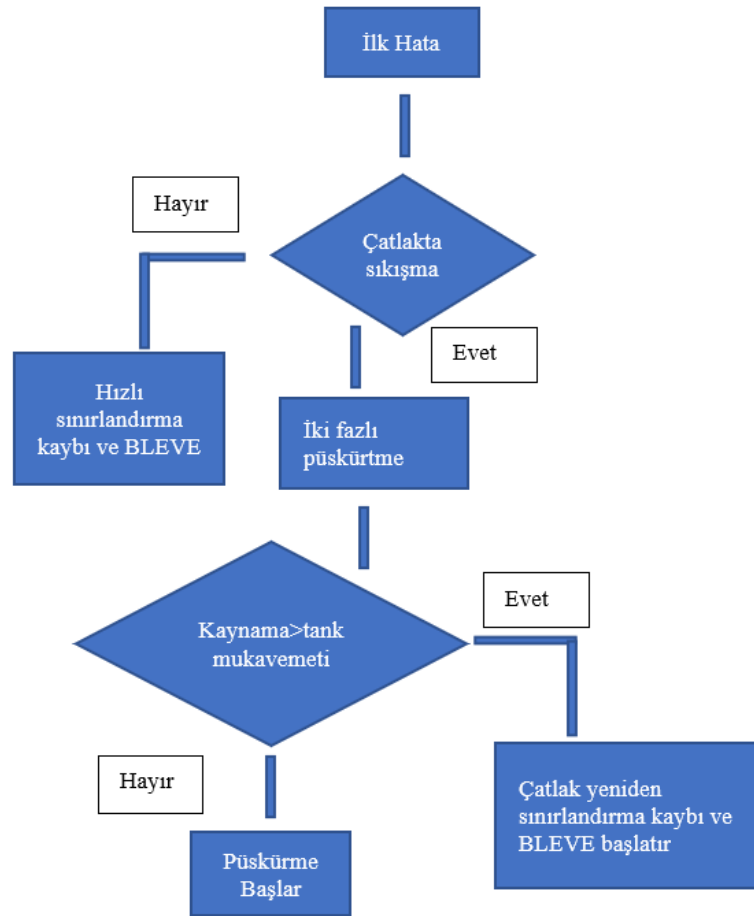 İlk Hata
Hayır
Çatlakta
sıkışma
Evet
Hızlı
sınırlandırma
kaybı ve BLEVE
İki fazlı
püskürtme
Kaynama>tank
mukavemeti
Evet
Hayır
Çatlak yeniden
sınırlandırma kaybı ve
BLEVE başlatır
Püskürme
Başlar